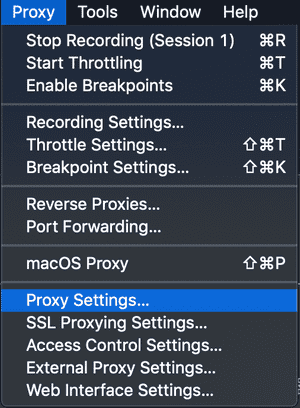 Proxy Tools Window Help
Stop Recording (Session 1) ⌘R
Start Throttling ⌘T
Enable Breakpoints ⌘K
Recording Settings...
Throttle Settings... ⇧⌘T
Breakpoint Settings... ⇧⌘K
Reverse Proxies...
Port Forwarding...
macOS Proxy ⇧⌘P
Proxy Settings...
SSL Proxying Settings...
Access Control Settings...
External Proxy Settings...
Web Interface Settings...